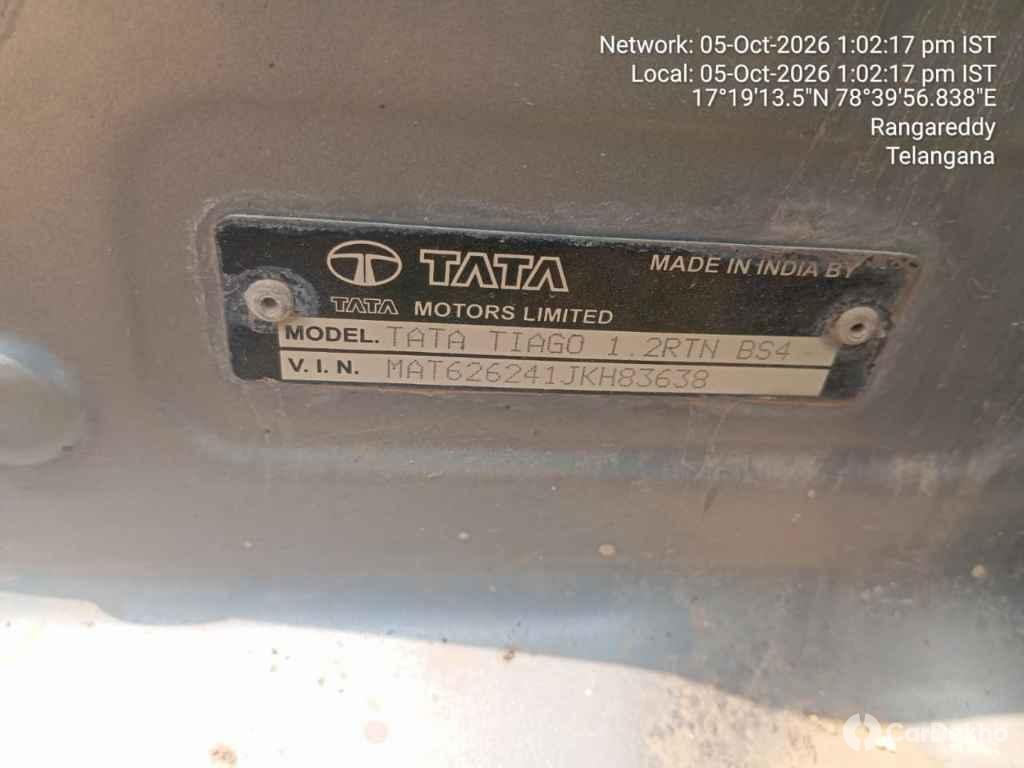 Network: 05-Oct-2026 1:02:17 pm IST
Local: 05-Oct-2026 1:02:17 pm IST
17°19'13.5"N 78°39'56.838"E
Rangareddy
Telangana
TATA
MADE IN INDIA BY
TATA MOTORS LIMITED
MODEL. TATA TIAGO 1.2RTN BS4
V. I. N. MAT626241JKH83638
CarDekho